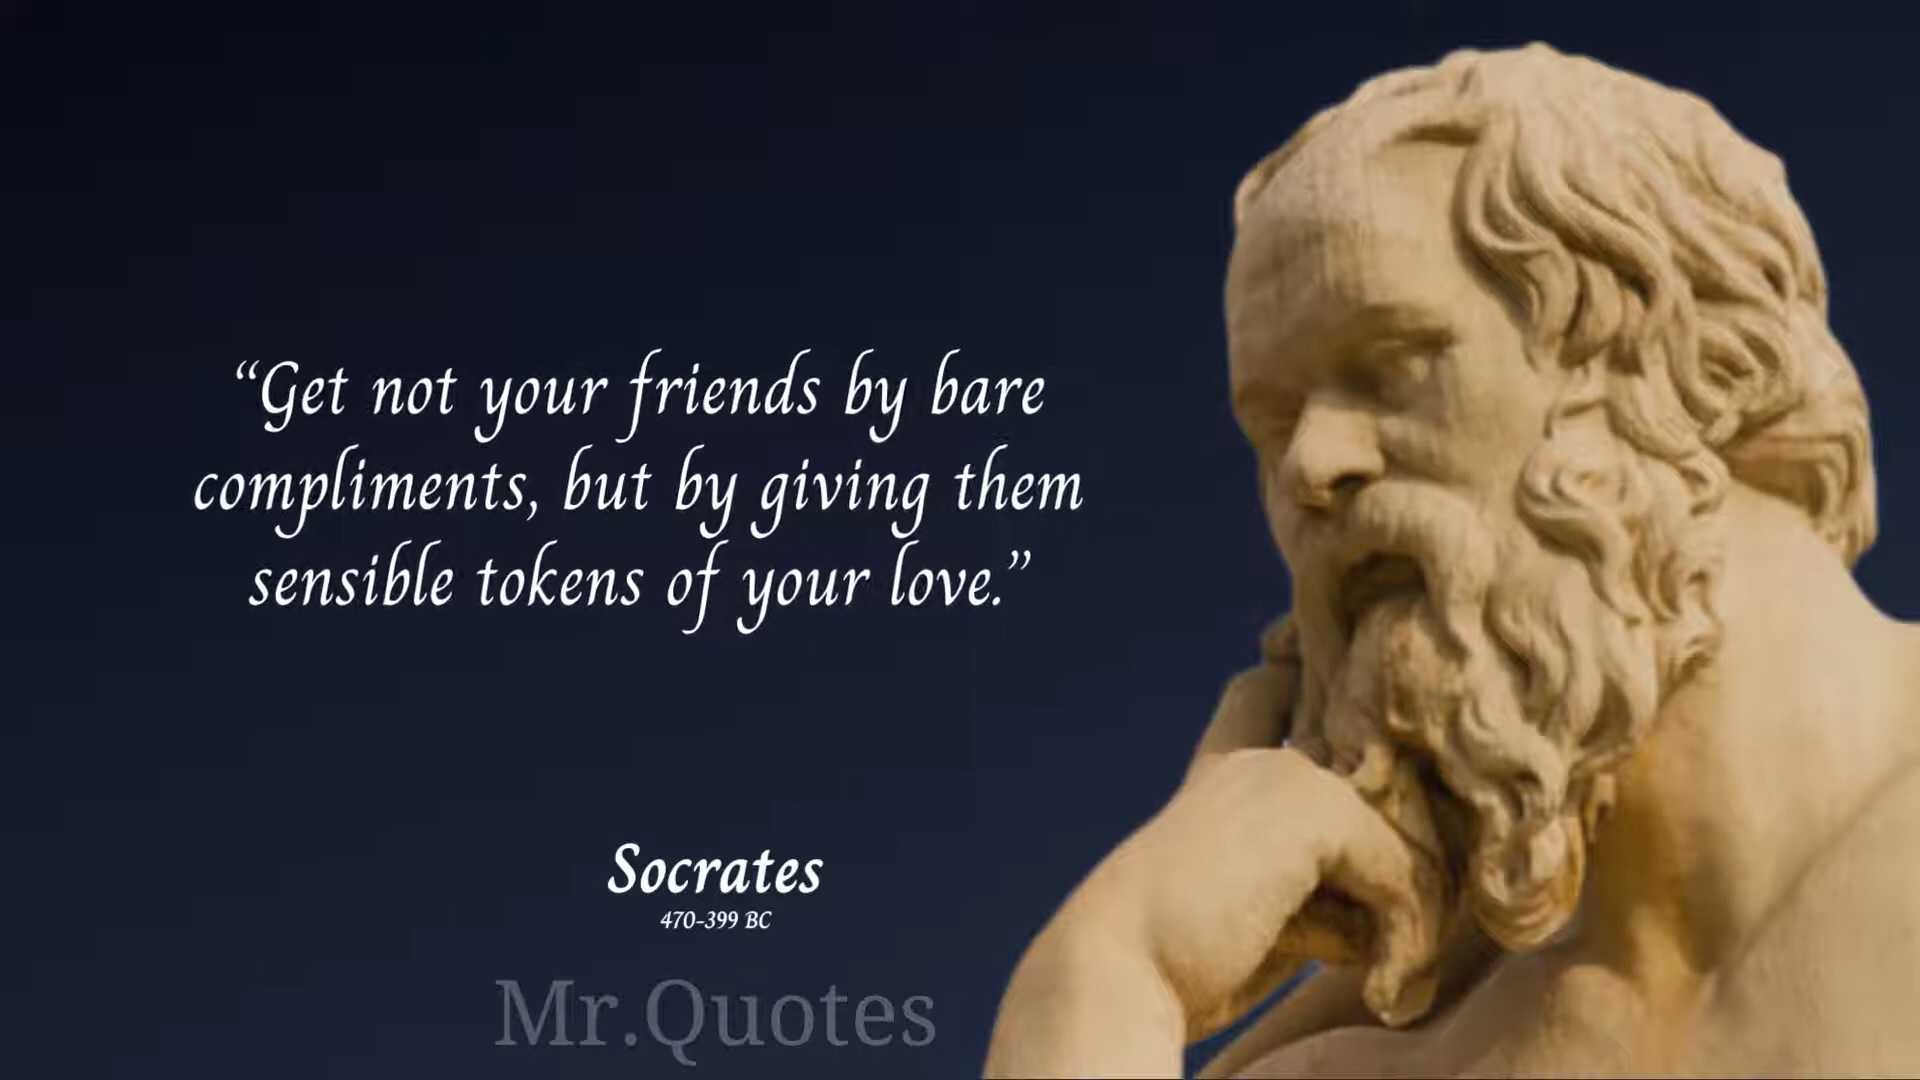 “Get not your friends by bare
compliments, but by giving them
sensible tokens of your love.”
Socrates
470-399 BC
Mr.Quotes